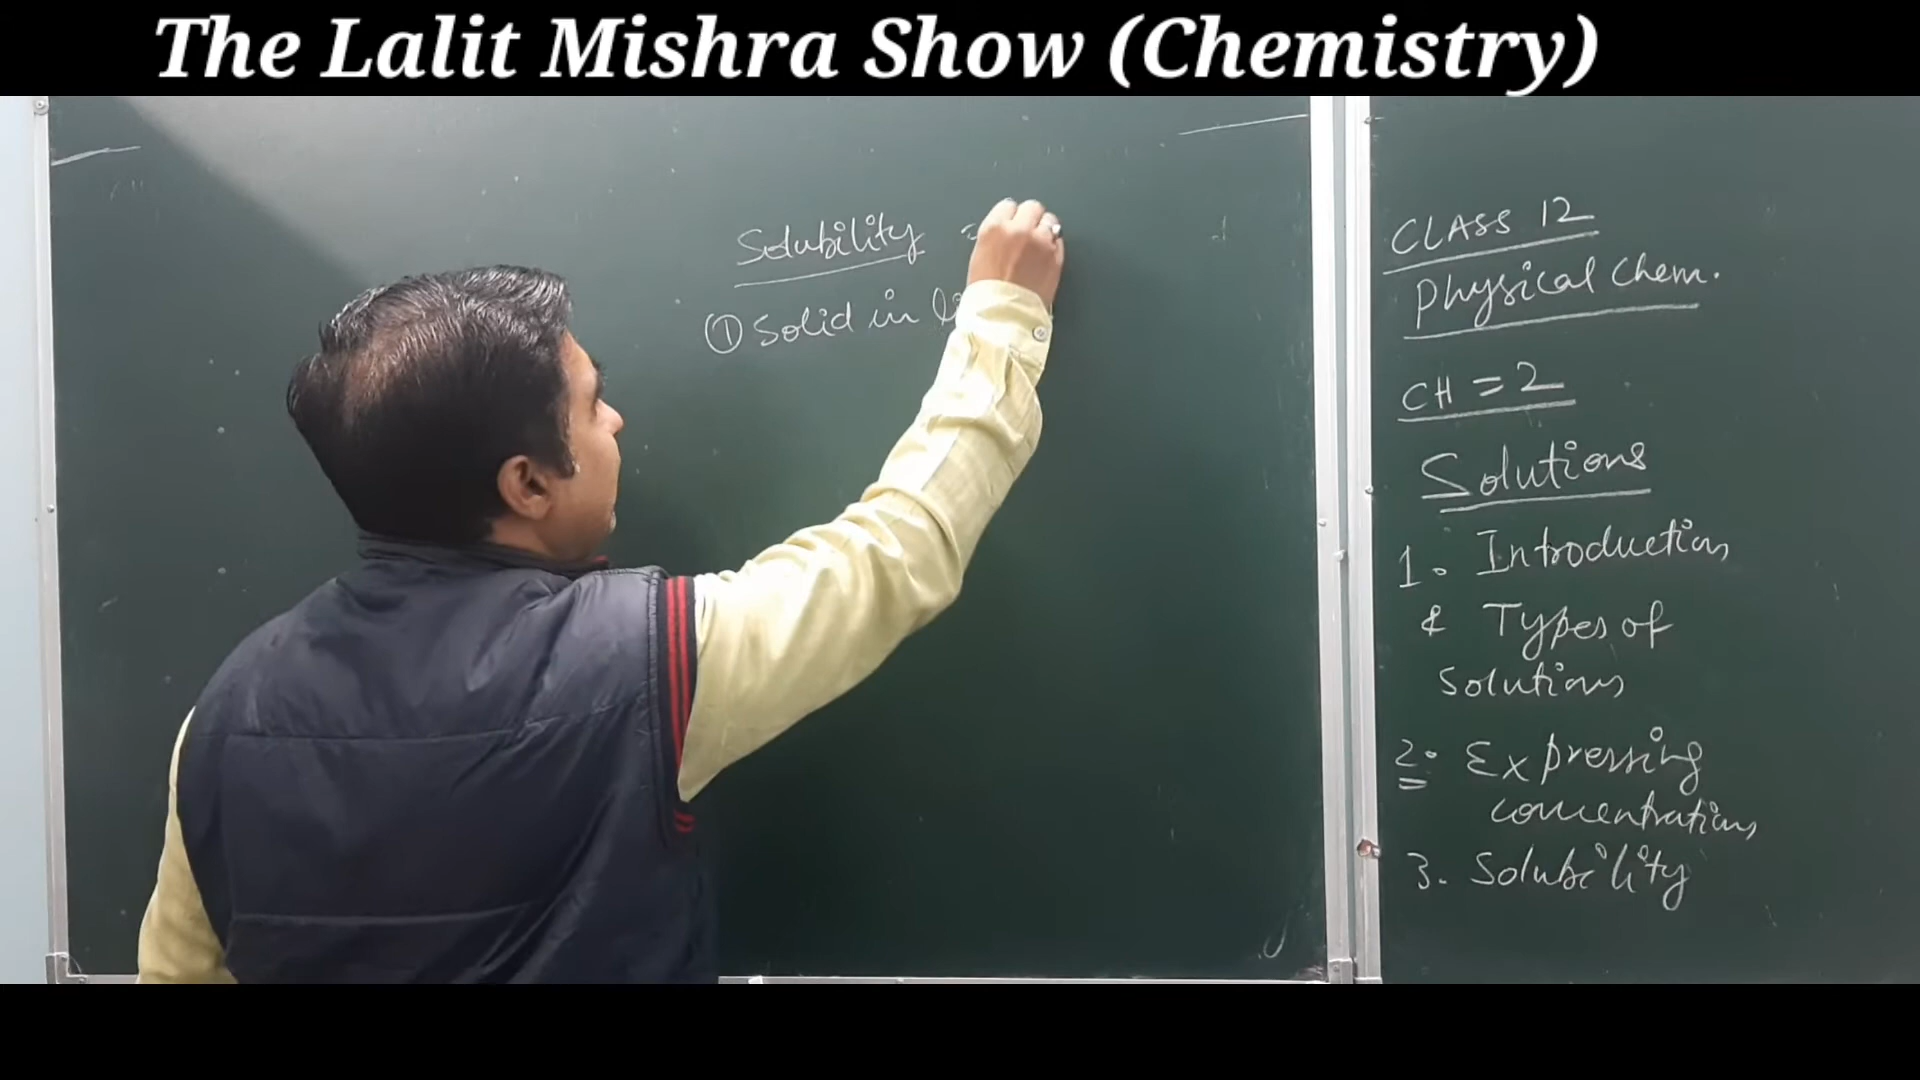 The Lalit Mishra Show (Chemistry)
Solubility =
① Solid in
CLASS 12
Physical Chem.
CH = 2
Solutions
1. Introduction
& Types of
Solutions
2. Expressing
concentrations
3. Solubility